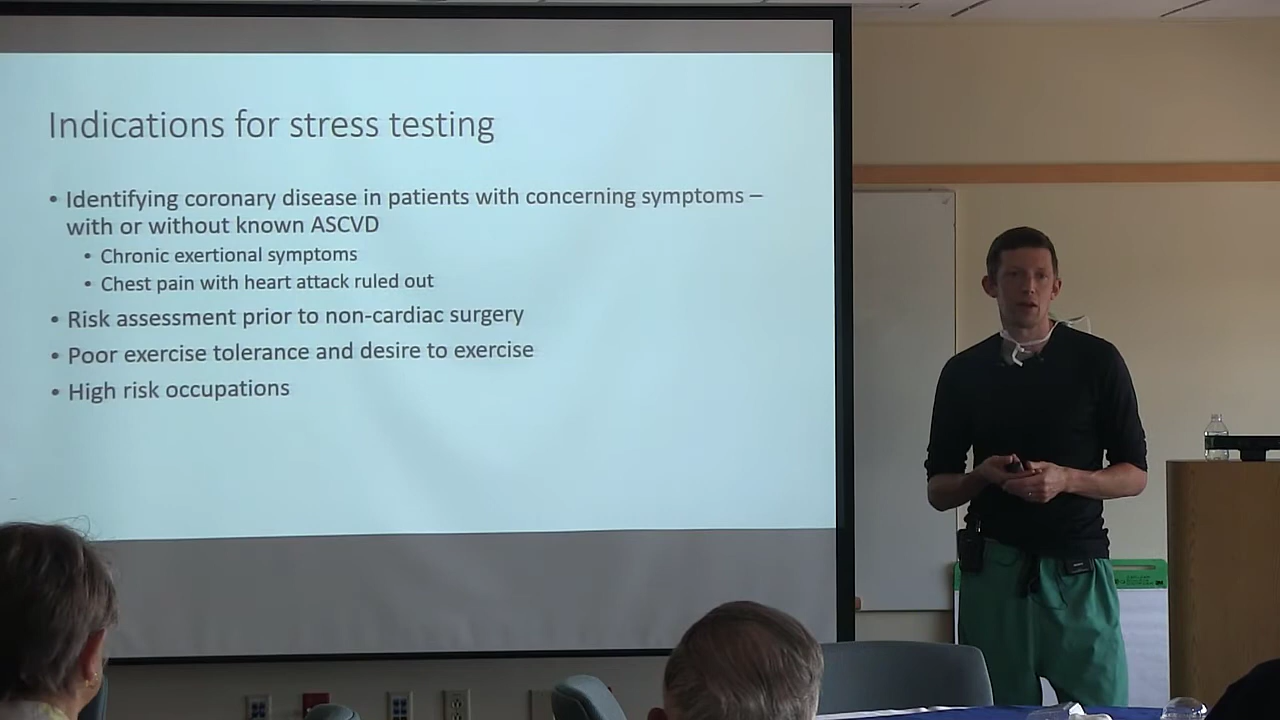 Indications for stress testing
• Identifying coronary disease in patients with concerning symptoms –
with or without known ASCVD
• Chronic exertional symptoms
• Chest pain with heart attack ruled out
• Risk assessment prior to non-cardiac surgery
• Poor exercise tolerance and desire to exercise
• High risk occupations